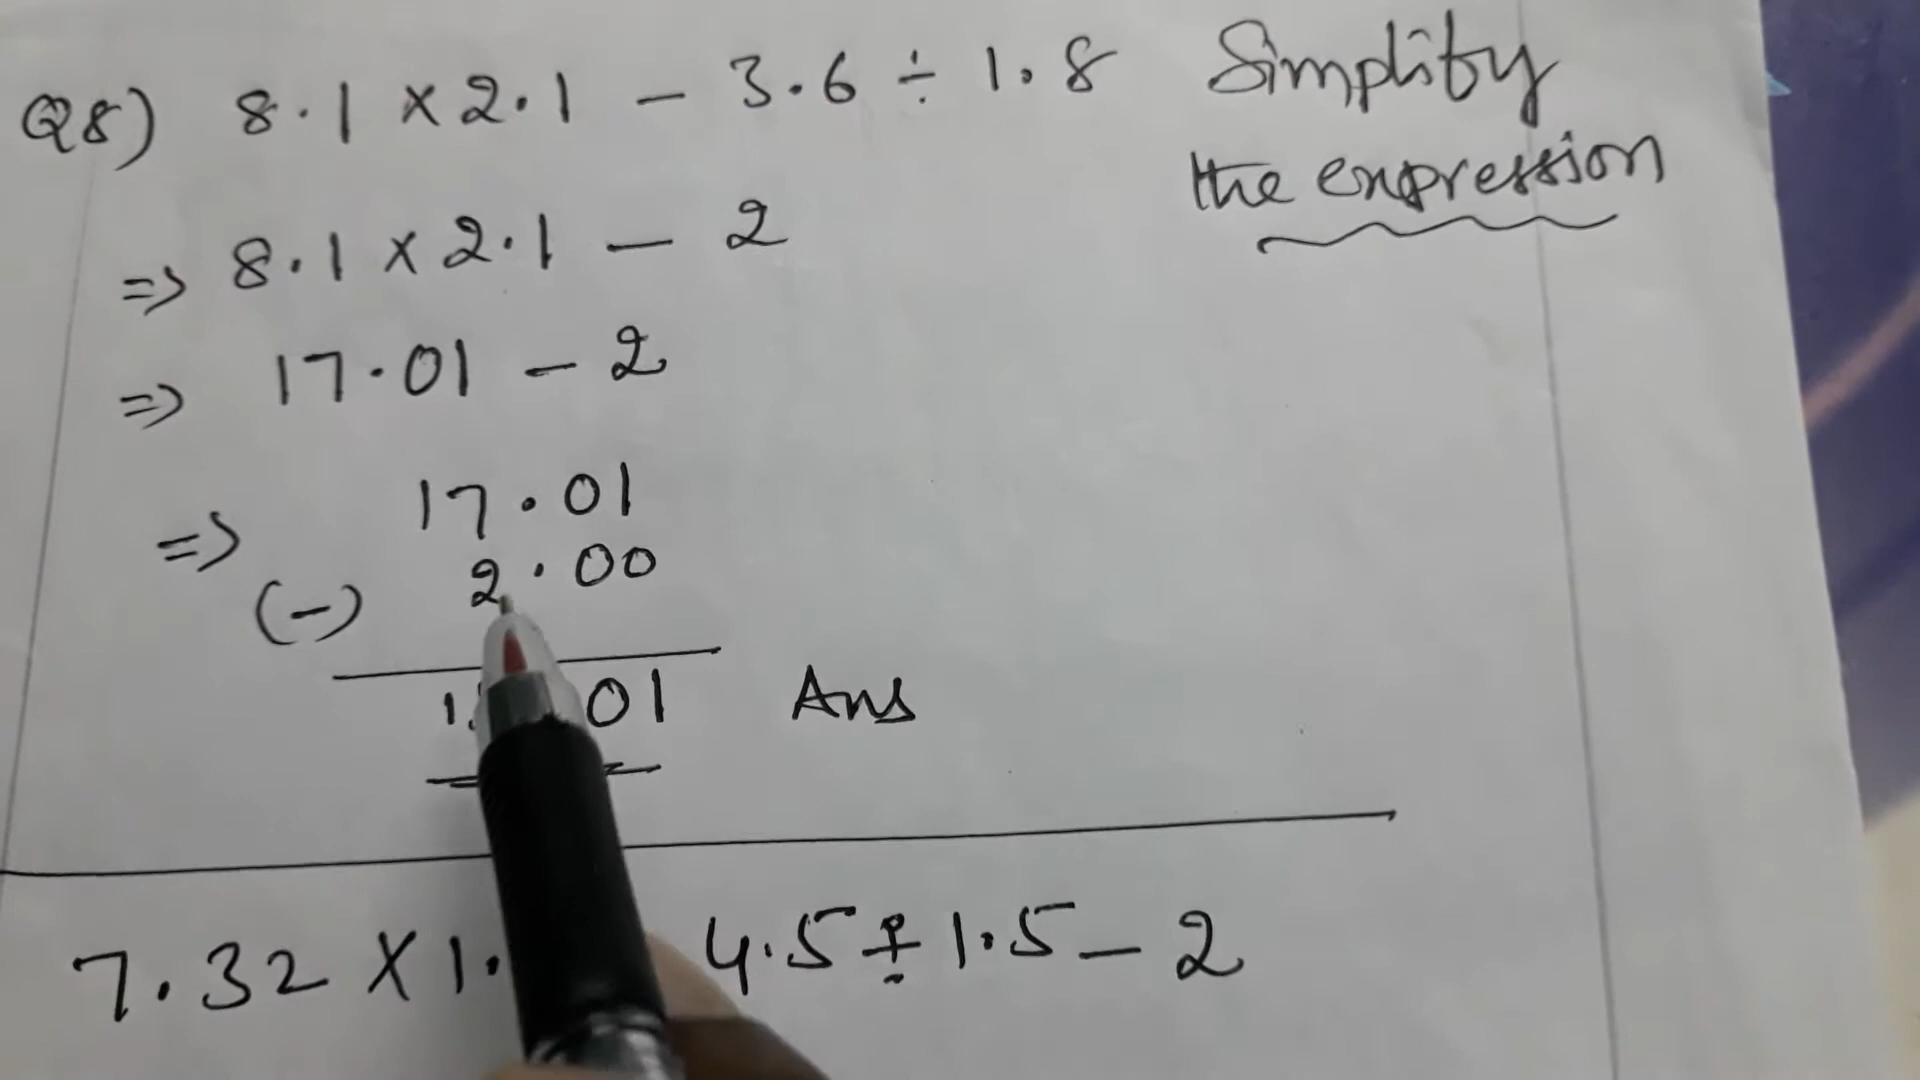 Q8) 8.1 × 2.1 – 3.6 ÷ 1.8 Simplify
the expression
=> 8.1 × 2.1 – 2
=> 17.01 – 2
=> 17.01
(-) 2.00
01 Ans
7.32 × 1. 4.5 ÷ 1.5 – 2